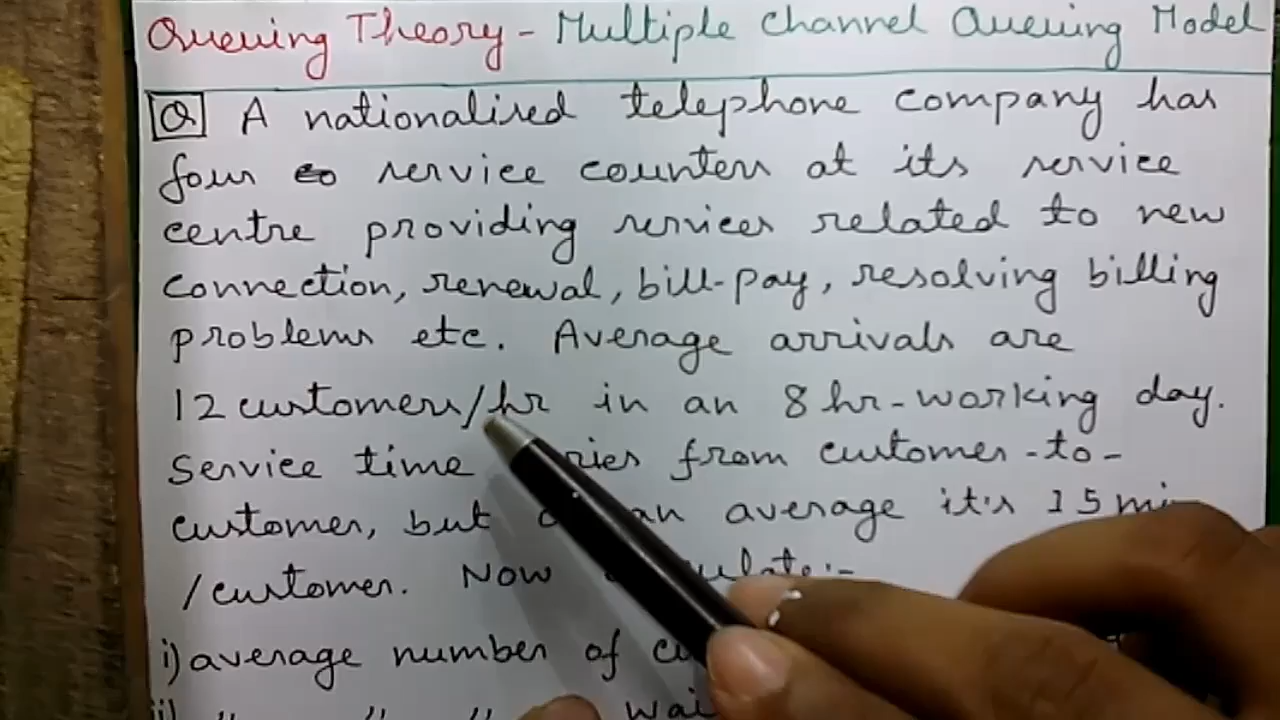 Queuing Theory - Multiple Channel Queuing Model
Q A nationalised telephone company has
four service counters at its service
centre providing services related to new
connection, renewal, bill-pay, resolving billing
problems etc. Average arrivals are
12 customers/hr in an 8 hr-working day.
Service time from customer-to-
customer, but an average it's 15
/customer. Now
i) average number of
ii) " " "